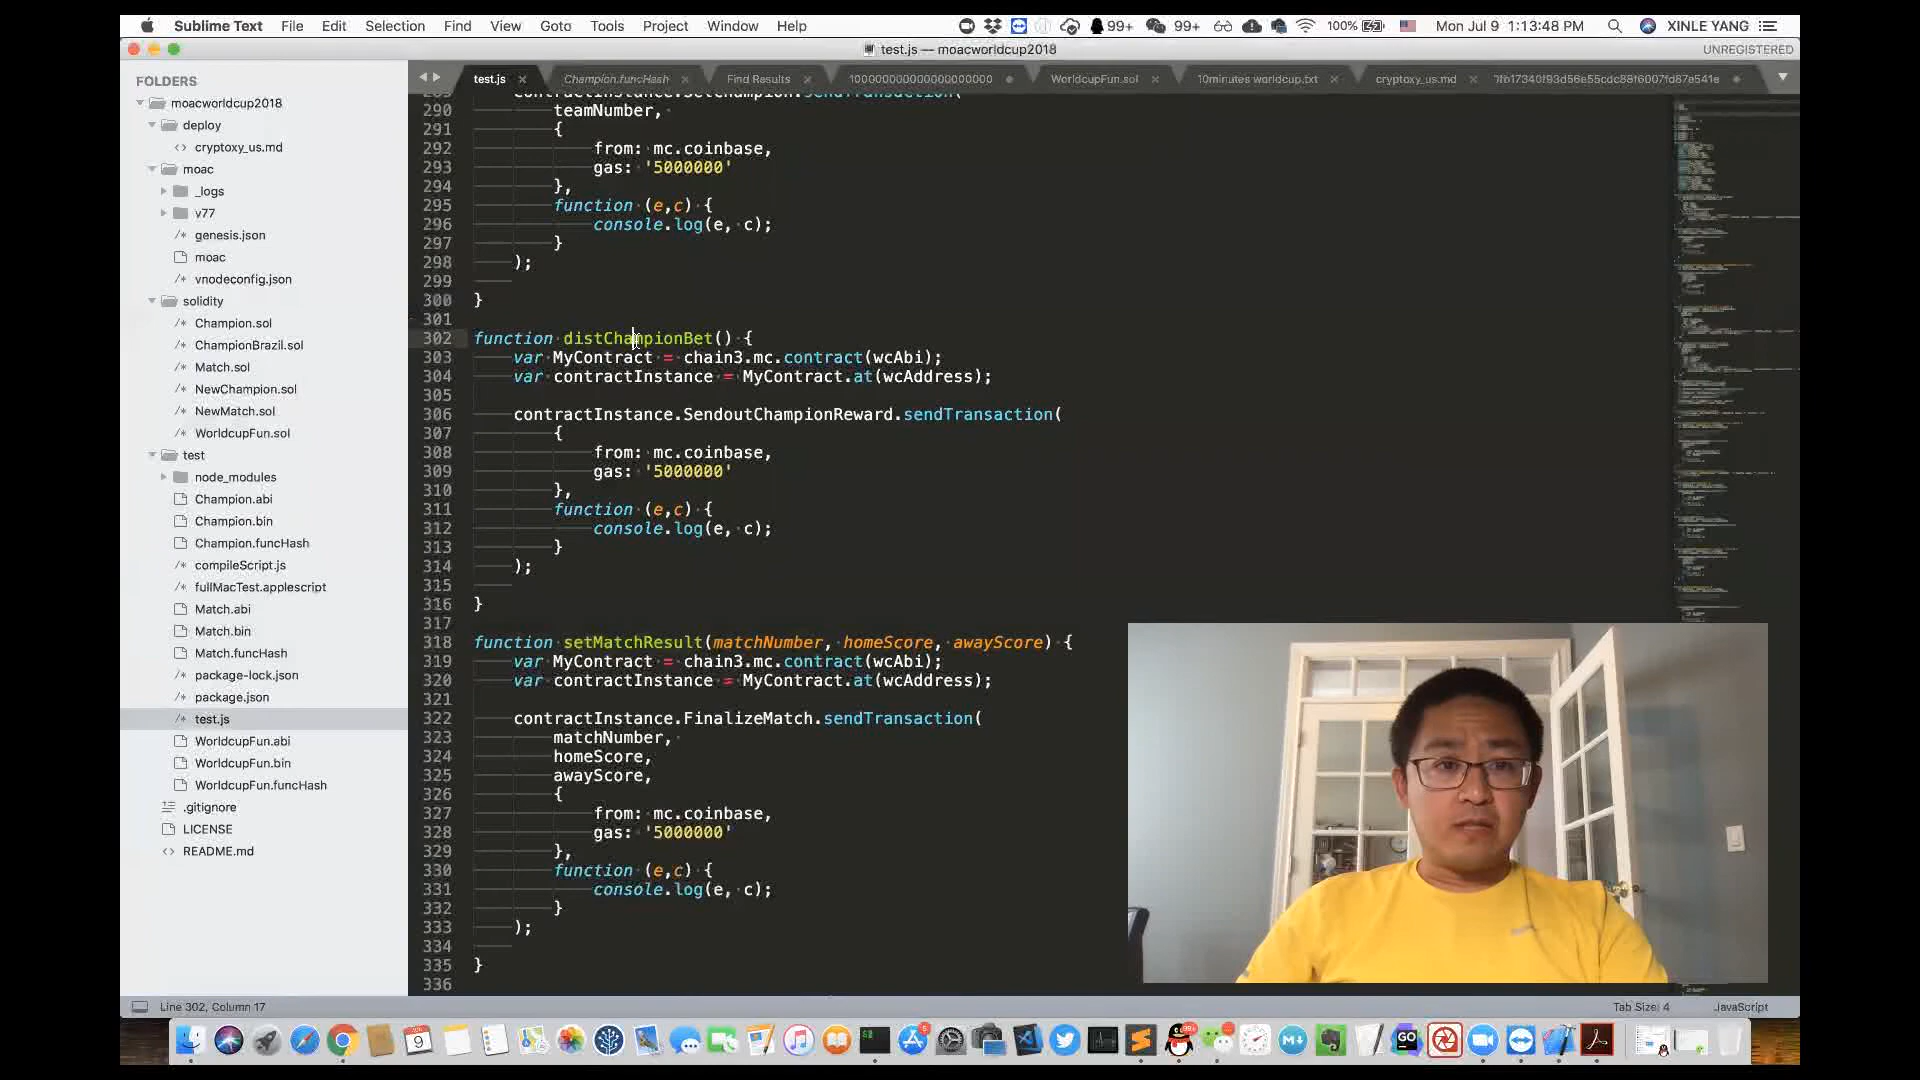 Sublime Text File Edit Selection Find View Goto Tools Project Window Help 99+ 99+ 100% Mon Jul 9 1:13:48 PM XINLE YANG
test.js — moacworldcup2018 UNREGISTERED
test.js Champion.funcHash Find Results WorldcupFun.sol 10minutes worldcup.txt cryptoxy_us.md
FOLDERS
moacworldcup2018
deploy
<> cryptoxy_us.md
moac
_logs
v77
/* genesis.json
moac
/* vnodeconfig.json
solidity
/* Champion.sol
/* ChampionBrazil.sol
/* Match.sol
/* NewChampion.sol
/* NewMatch.sol
/* WorldcupFun.sol
test
node_modules
Champion.abi
Champion.bin
Champion.funcHash
/* compileScript.js
/* fullMacTest.applescript
Match.abi
Match.bin
Match.funcHash
/* package-lock.json
/* package.json
/* test.js
WorldcupFun.abi
WorldcupFun.bin
WorldcupFun.funcHash
.gitignore
LICENSE
<> README.md
290 teamNumber,
291 {
292 from: mc.coinbase,
293 gas: '5000000'
294 },
295 function (e,c) {
296 console.log(e, c);
297 }
298 );
299
300 }
301
302 function distChampionBet() {
303 var MyContract = chain3.mc.contract(wcAbi);
304 var contractInstance = MyContract.at(wcAddress);
305
306 contractInstance.SendoutChampionReward.sendTransaction(
307 {
308 from: mc.coinbase,
309 gas: '5000000'
310 },
311 function (e,c) {
312 console.log(e, c);
313 }
314 );
315
316 }
317
318 function setMatchResult(matchNumber, homeScore, awayScore) {
319 var MyContract = chain3.mc.contract(wcAbi);
320 var contractInstance = MyContract.at(wcAddress);
321
322 contractInstance.FinalizeMatch.sendTransaction(
323 matchNumber,
324 homeScore,
325 awayScore,
326 {
327 from: mc.coinbase,
328 gas: '5000000'
329 },
330 function (e,c) {
331 console.log(e, c);
332 }
333 );
334
335 }
336
Line 302, Column 17 Tab Size: 4 JavaScript